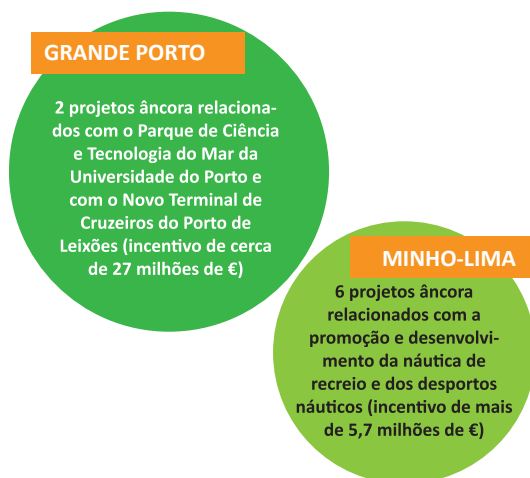 GRANDE PORTO
2 projetos âncora relaciona-
dos com o Parque de Ciência
e Tecnologia do Mar da
Universidade do Porto e
com o Novo Terminal de
Cruzeiros do Porto de
Leixões (incentivo de cerca
de 27 milhões de €)
MINHO-LIMA
6 projetos âncora
relacionados com a
promoção e desenvolvi-
mento da náutica de
recreio e dos desportos
náuticos (incentivo de mais
de 5,7 milhões de €)